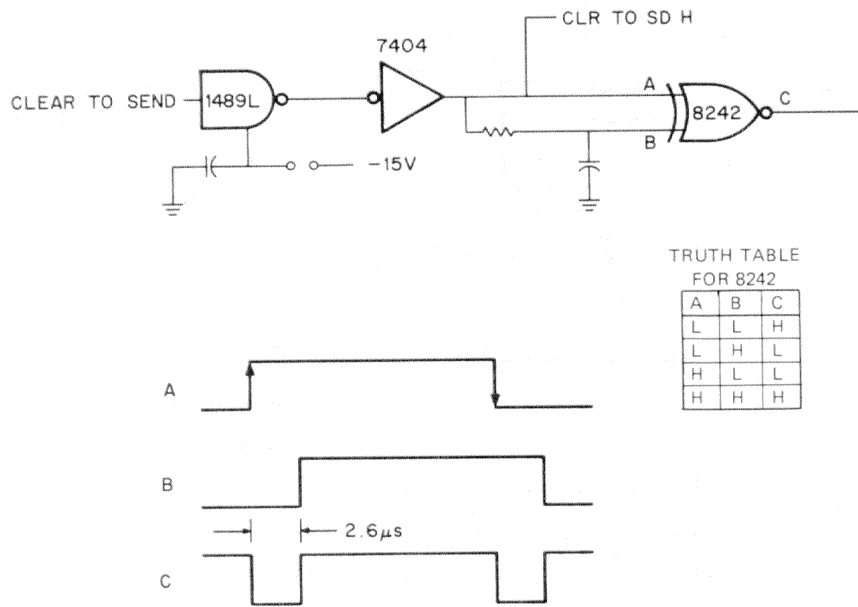 CLR TO SD H
7404
CLEAR TO SEND
1489L
A
8242
C
B
-15V
TRUTH TABLE
FOR 8242
A B C
L L H
L H L
H L L
H H H
A
B
2.6μs
C